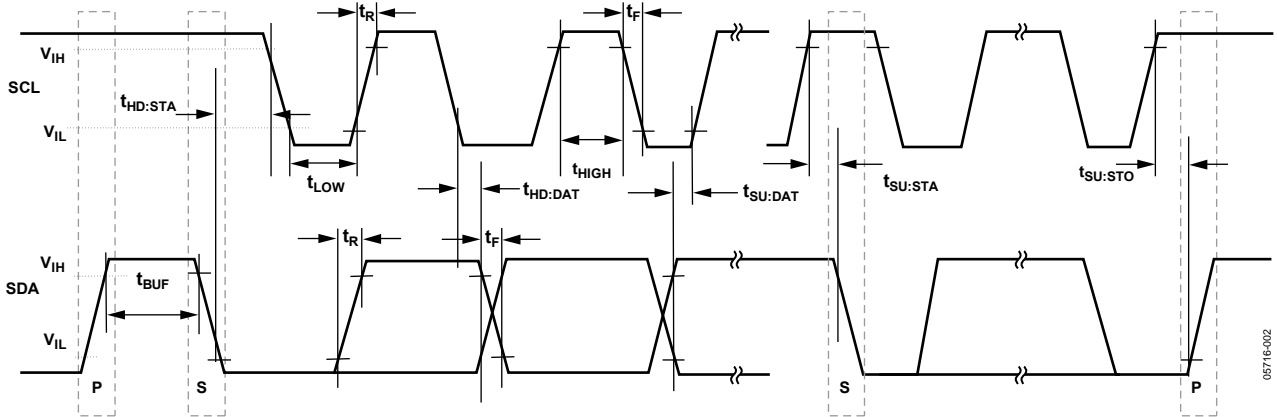 tR
tF
VIH
SCL
tHD:STA
VIL
tLOW
tHIGH
tHD:DAT
tSU:DAT
tSU:STA
tSU:STO
tR
tF
VIH
SDA
tBUF
VIL
P
S
S
P
05716-002